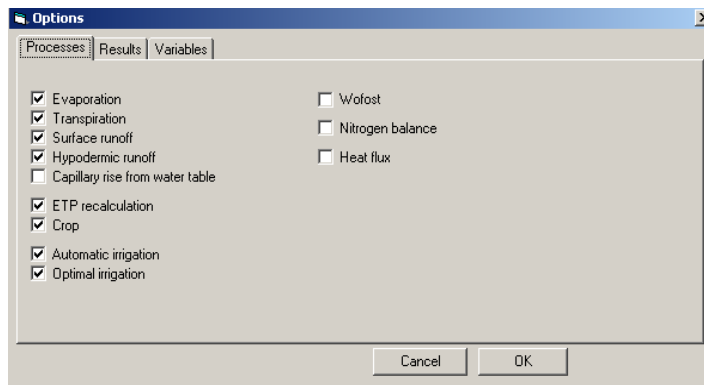 Options
Processes Results Variables
Evaporation
Transpiration
Surface runoff
Hypodermic runoff
Capillary rise from water table
ETP recalculation
Crop
Automatic irrigation
Optimal irrigation
Wofost
Nitrogen balance
Heat flux
Cancel OK